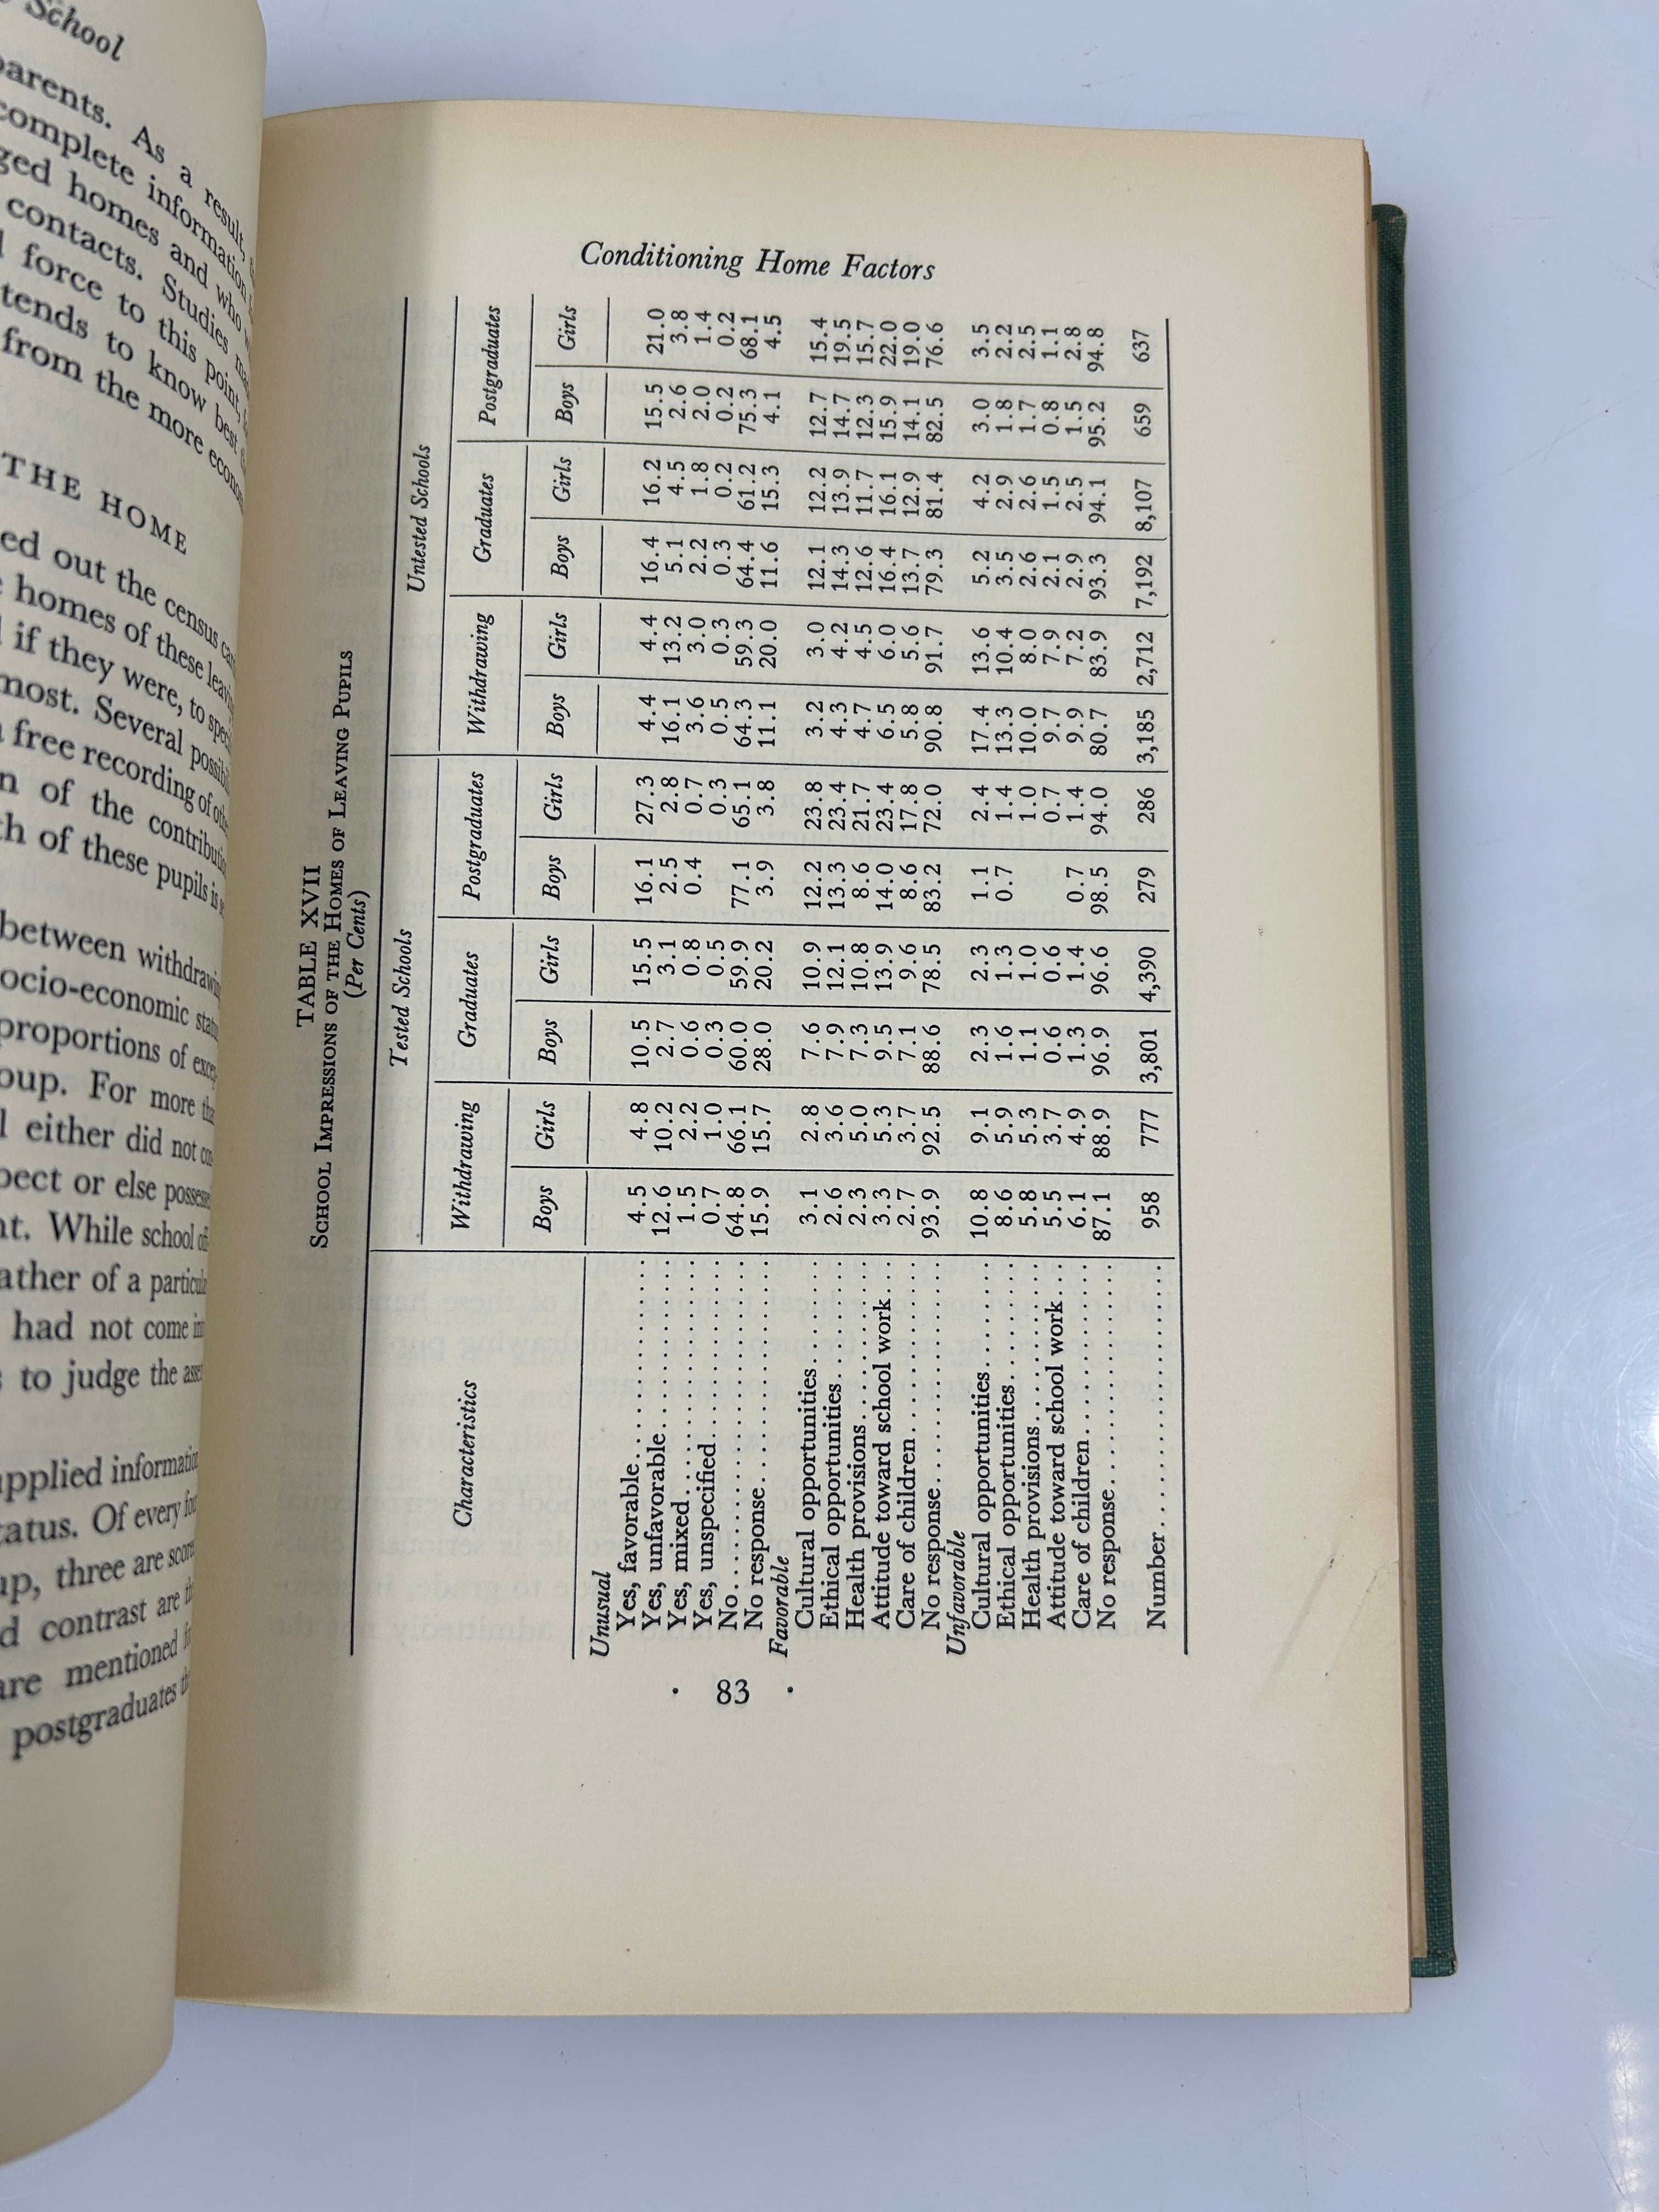 School
parents. As a result,
complete information
homes and who
contacts. Studies
force to this point,
tends to know best
from the more
THE HOME
out the census
homes of these
if they were, to
most. Several
free recording of
of the
of these pupils is
between withdrawing
proportions of
For more
either did not
or else
While school
of a
had not come
to judge the
information
Of every
three are
contrast are
mentioned
postgraduates
Conditioning Home Factors
TABLE XVII
SCHOOL IMPRESSIONS OF THE HOMES OF LEAVING PUPILS
(Per Cents)
Characteristics Tested Schools Untested Schools
Withdrawing Graduates Postgraduates Withdrawing Graduates Postgraduates
Boys Girls Boys Girls Boys Girls Boys Girls Boys Girls Boys Girls
Unusual
Yes, favorable 4.5 4.8 10.5 15.5 16.1 27.3 4.4 4.4 16.4 16.2 15.5 21.0
Yes, unfavorable 12.6 10.2 2.7 3.1 2.5 2.8 16.1 13.2 5.1 4.5 2.6 3.8
Yes, mixed 1.5 2.2 0.6 0.8 0.4 0.7 3.6 3.0 2.2 1.8 2.0 1.4
Yes, unspecified 0.7 1.0 0.3 0.5 0.3 0.5 0.3 0.3 0.2 0.2 0.2
No 64.8 66.1 60.0 59.9 77.1 65.1 64.3 59.3 64.4 61.2 75.3 68.1
No response 15.9 15.7 28.0 20.2 3.9 3.8 11.1 20.0 11.6 15.3 4.1 4.5
Favorable
Cultural opportunities 3.1 2.8 7.6 10.9 12.2 23.8 3.2 3.0 12.1 12.2 12.7 15.4
Ethical opportunities 2.6 3.6 7.9 12.1 13.3 23.4 4.3 4.2 14.3 13.9 14.7 19.5
Health provisions 2.3 5.0 7.3 10.8 8.6 21.7 4.7 4.5 12.6 11.7 12.3 15.7
Attitude toward school work 3.3 5.3 9.5 13.9 14.0 23.4 6.5 6.0 16.4 16.1 15.9 22.0
Care of children 2.7 3.7 7.1 9.6 8.6 17.8 5.8 5.6 13.7 12.9 14.1 19.0
No response 93.9 92.5 88.6 78.5 83.2 72.0 90.8 91.7 79.3 81.4 82.5 76.6
Unfavorable
Cultural opportunities 10.8 9.1 2.3 2.3 1.1 2.4 17.4 13.6 5.2 4.2 3.0 3.5
Ethical opportunities 8.6 5.9 1.6 1.3 0.7 1.4 13.3 10.4 3.5 2.9 1.8 2.2
Health provisions 5.8 5.3 1.1 1.0 1.0 10.0 8.0 2.6 2.6 1.7 2.5
Attitude toward school work 5.5 3.7 0.6 0.6 0.7 9.7 7.9 2.1 1.5 0.8 1.1
Care of children 6.1 4.9 1.3 1.4 0.7 1.4 9.9 7.2 2.9 2.5 1.5 2.8
No response 87.1 88.9 96.9 96.6 98.5 94.0 80.7 83.9 93.3 94.1 95.2 94.8
Number 958 777 3,801 4,390 279 286 3,185 2,712 7,192 8,107 659 637
· 83 ·